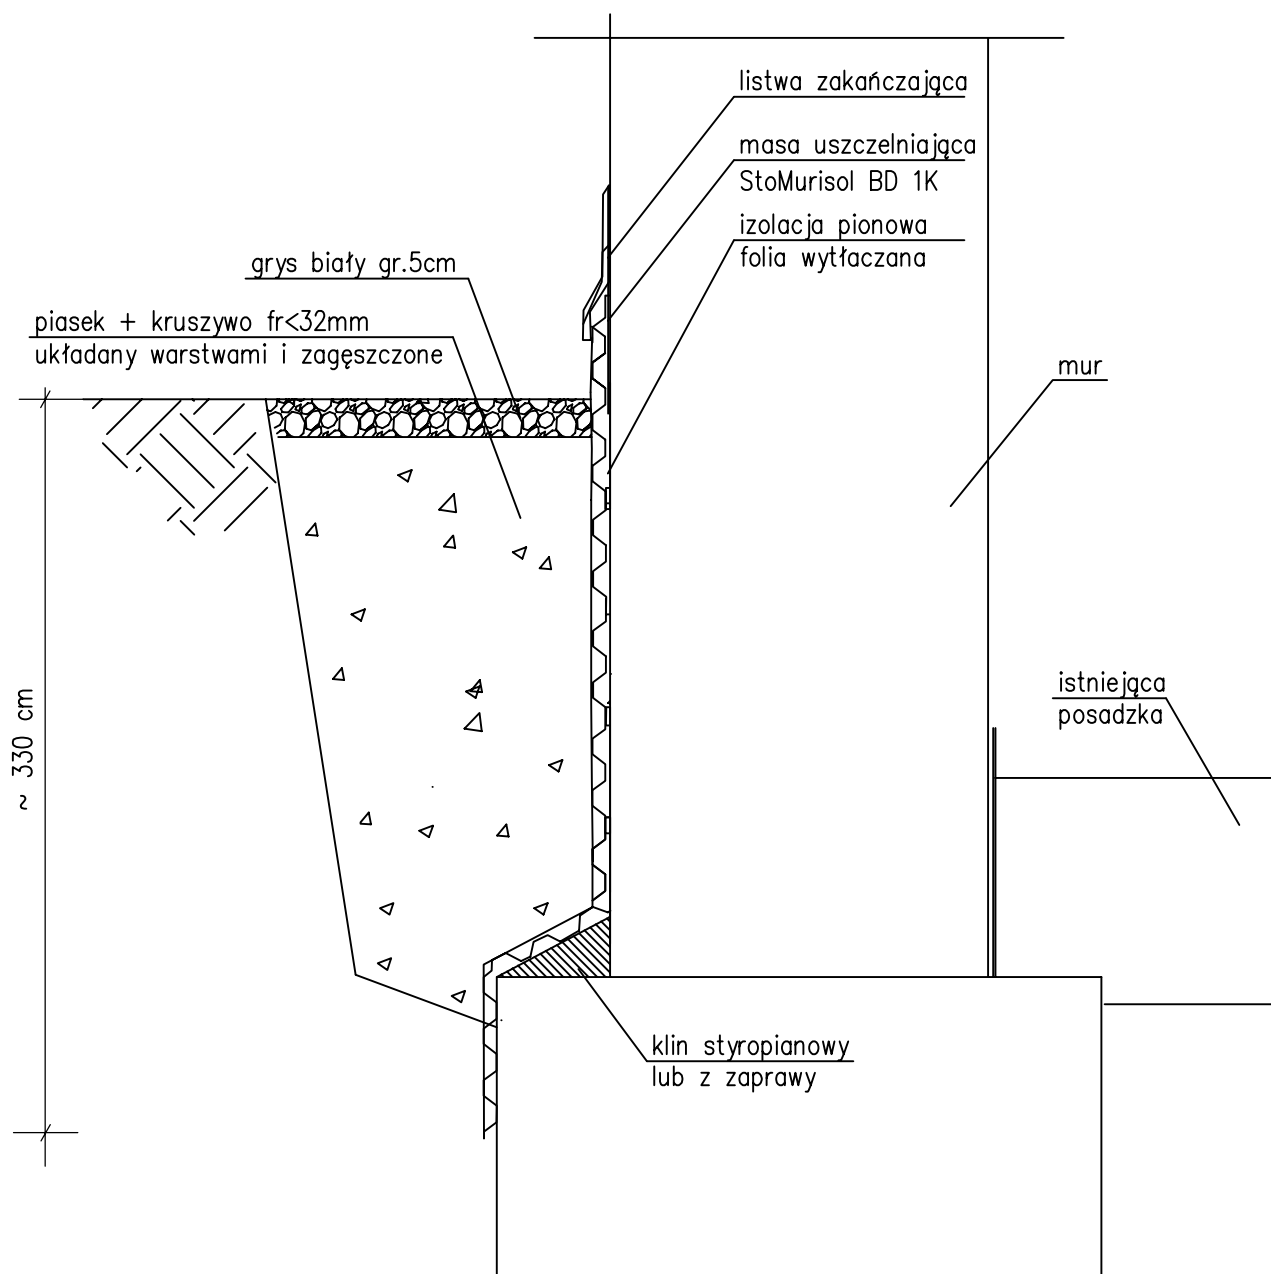 listwa zakańczająca
masa uszczelniająca
StoMurisol BD 1K
izolacja pionowa
folia wytłaczana
grys biały gr.5cm
piasek + kruszywo fr<32mm
układany warstwami i zagęszczone
mur
istniejąca
posadzka
~ 330 cm
klin styropianowy
lub z zaprawy